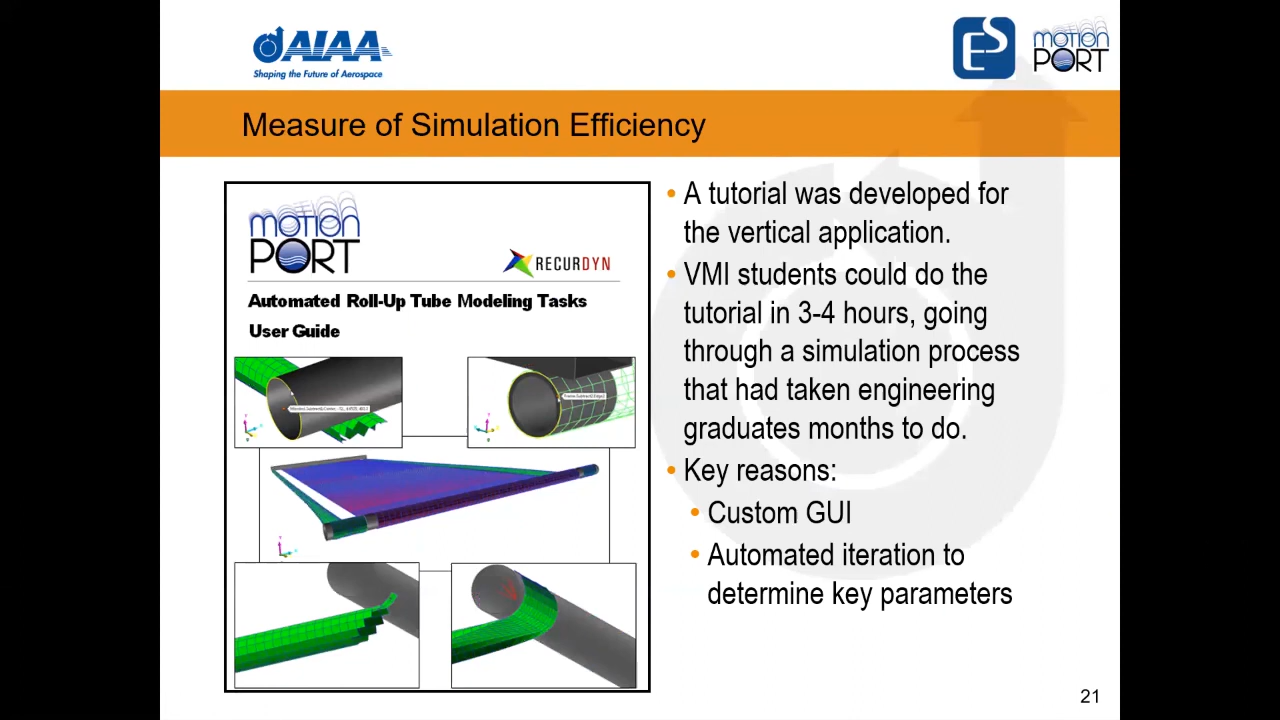 AIAA
Shaping the Future of Aerospace
ES
MOTION
PORT
Measure of Simulation Efficiency
MOTION
PORT
RECURDYN
Automated Roll-Up Tube Modeling Tasks
User Guide
• A tutorial was developed for
the vertical application.
• VMI students could do the
tutorial in 3-4 hours, going
through a simulation process
that had taken engineering
graduates months to do.
• Key reasons:
• Custom GUI
• Automated iteration to
determine key parameters
21